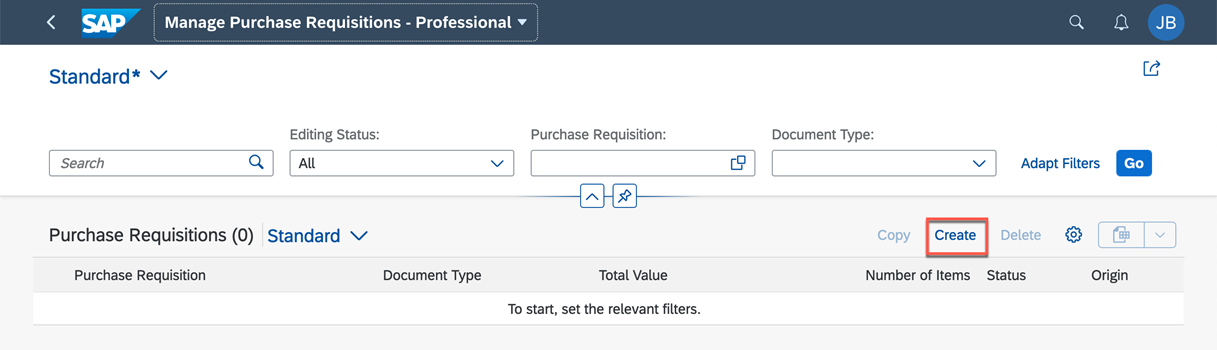 SAP Manage Purchase Requisitions - Professional JB
Standard*
Editing Status: Purchase Requisition: Document Type:
Search All Adapt Filters Go
Purchase Requisitions (0) Standard Copy Create Delete
Purchase Requisition Document Type Total Value Number of Items Status Origin
To start, set the relevant filters.